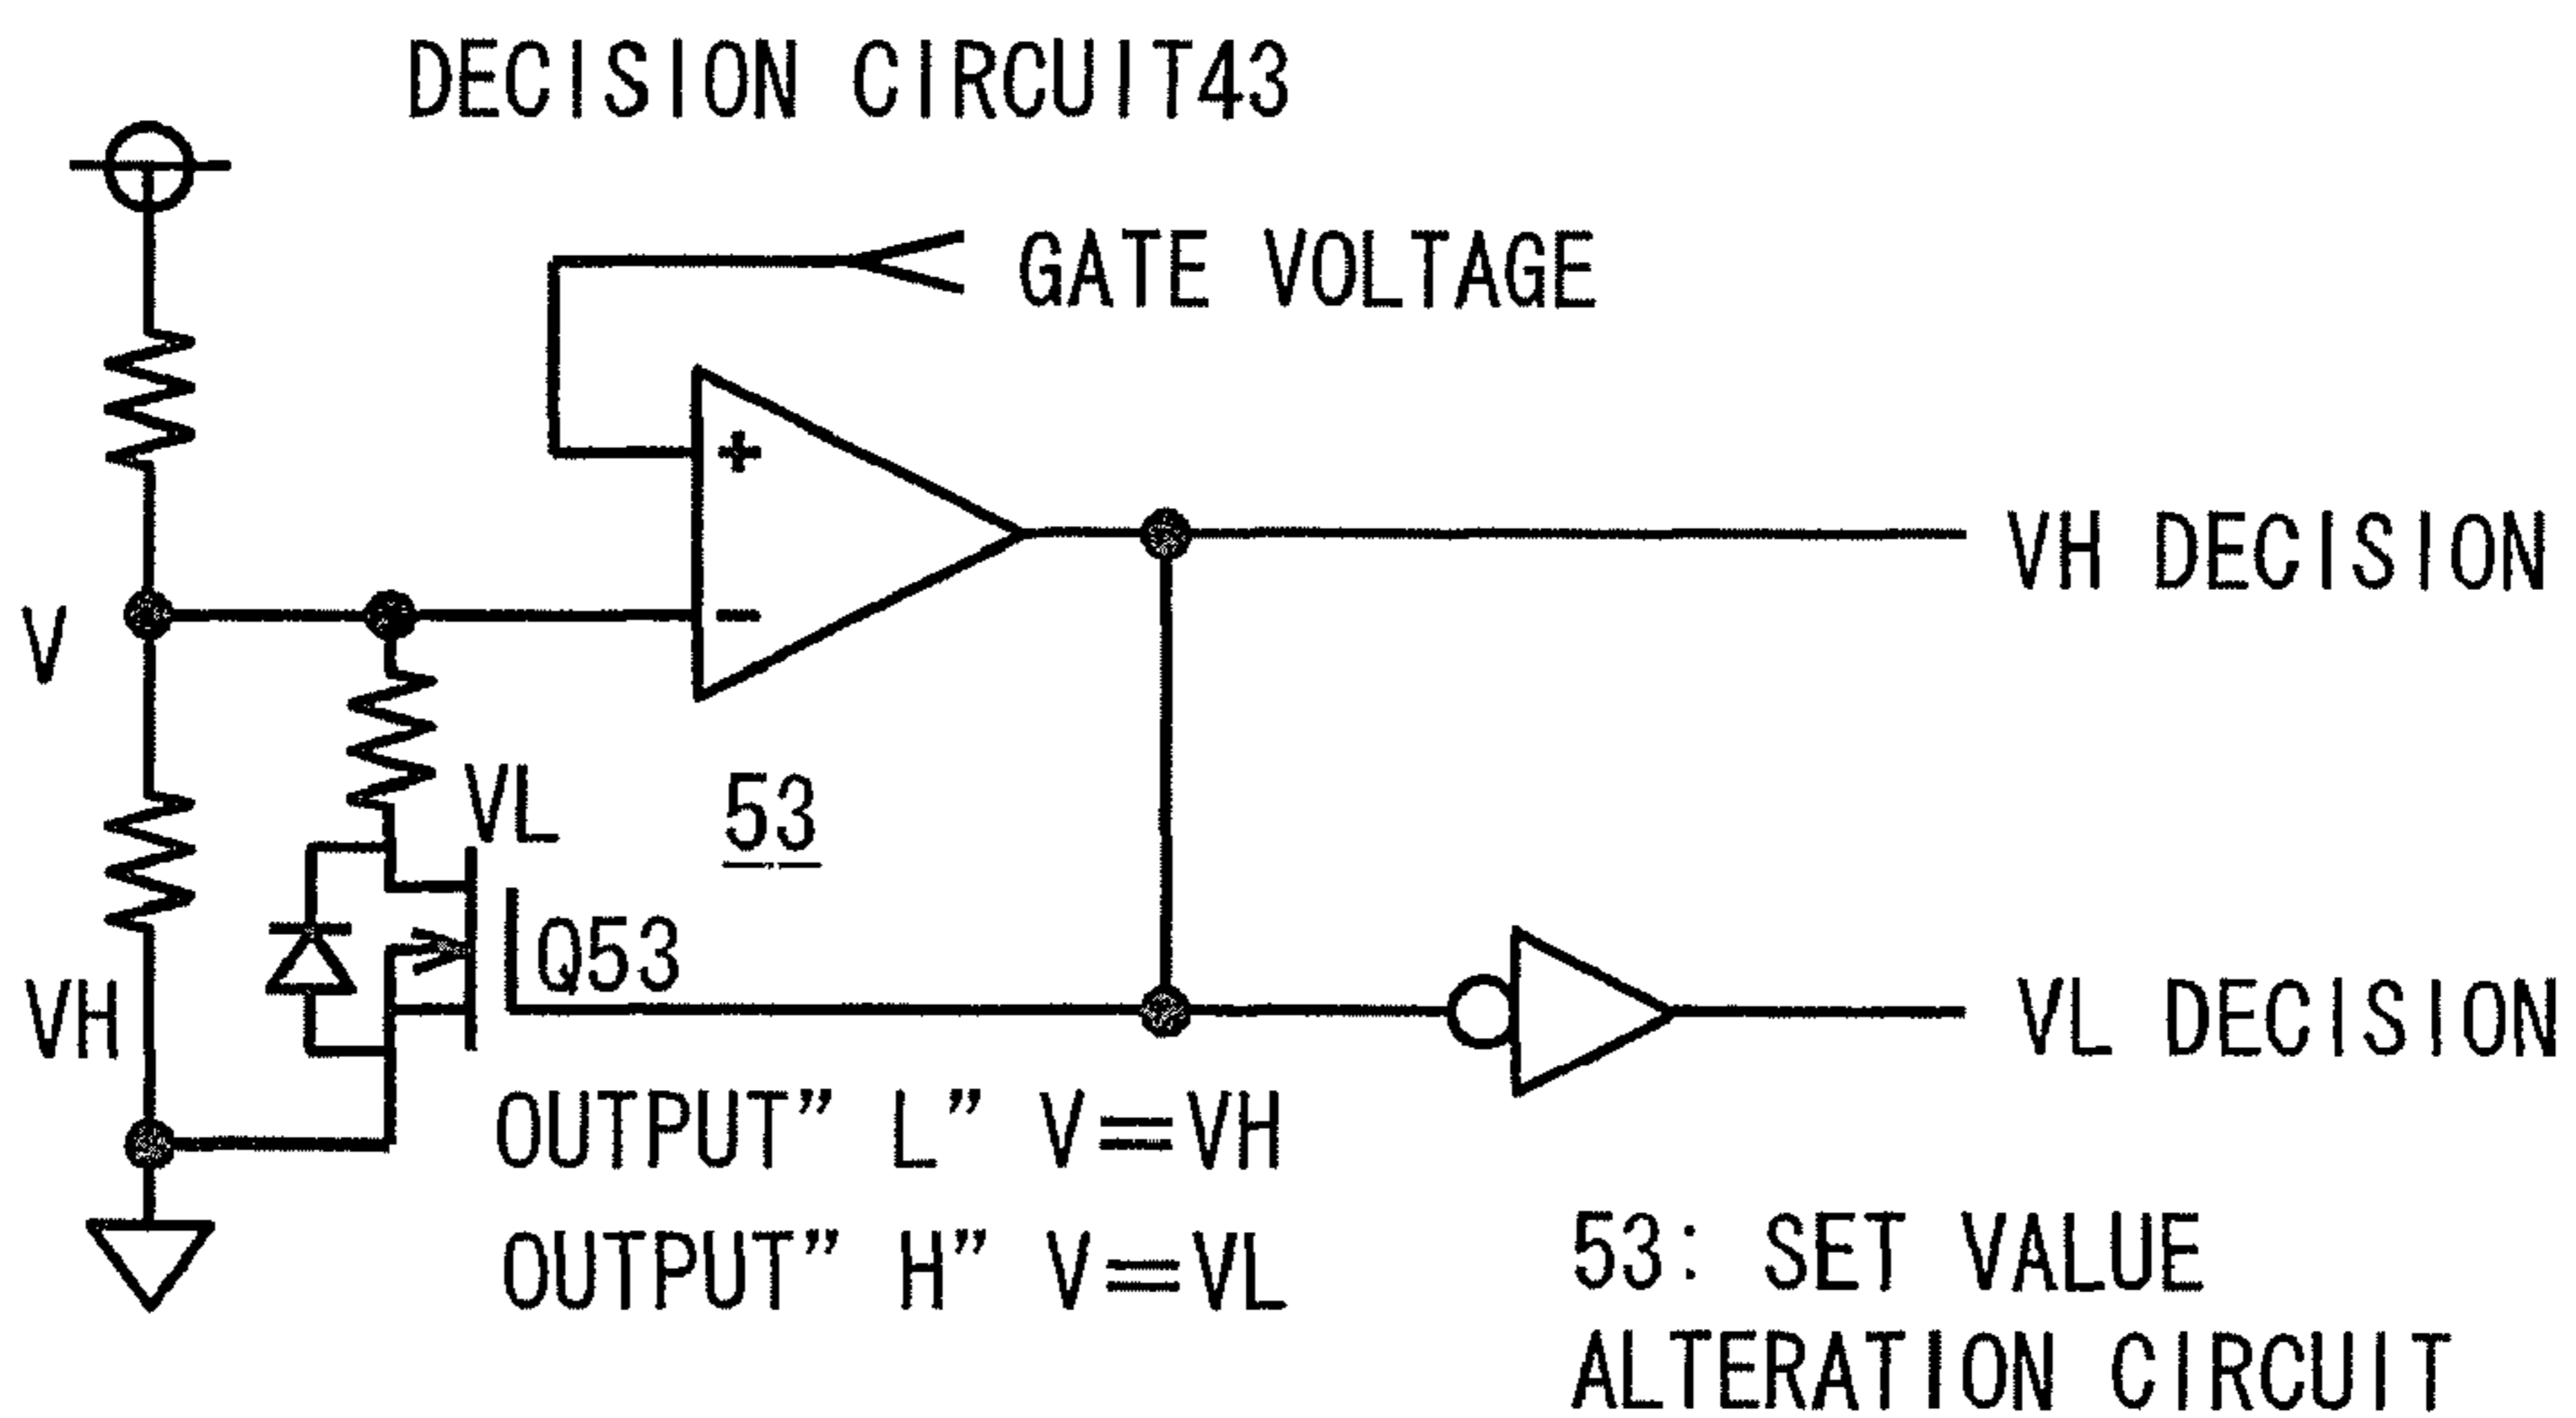 DECISION CIRCUIT43
GATE VOLTAGE
+
VH DECISION
−
V
VL
53
Q53
VH
VL DECISION
OUTPUT” L” V=VH
OUTPUT” H” V=VL
53: SET VALUE
ALTERATION CIRCUIT